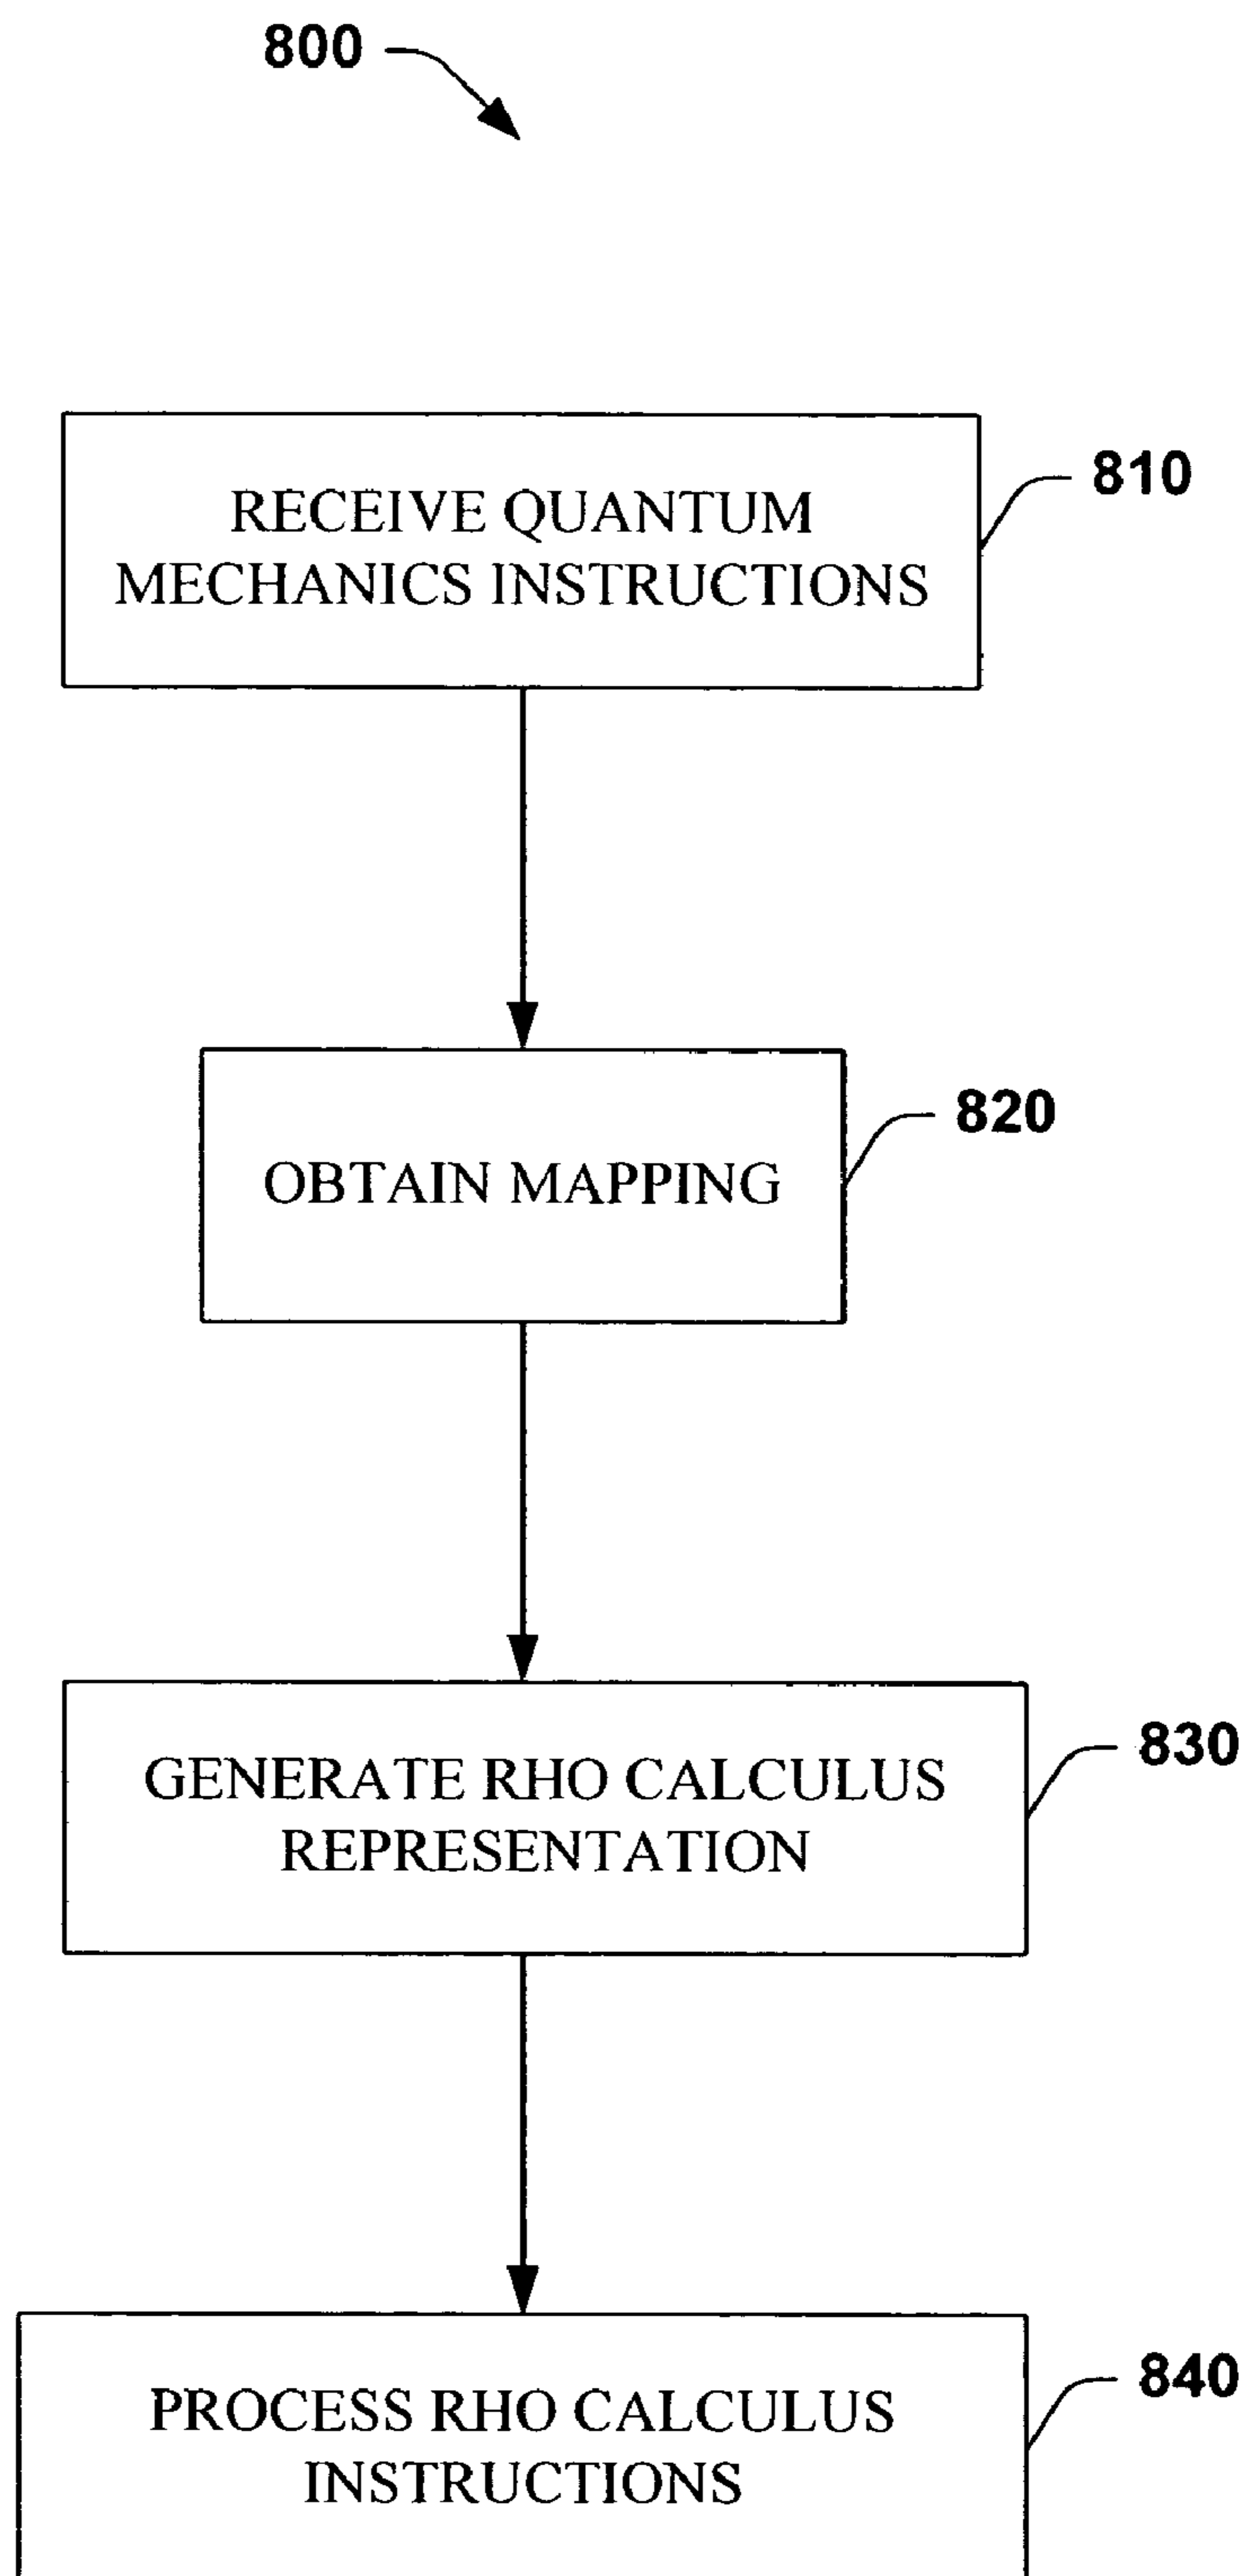 800
RECEIVE QUANTUM
MECHANICS INSTRUCTIONS
810
OBTAIN MAPPING
820
GENERATE RHO CALCULUS
REPRESENTATION
830
PROCESS RHO CALCULUS
INSTRUCTIONS
840